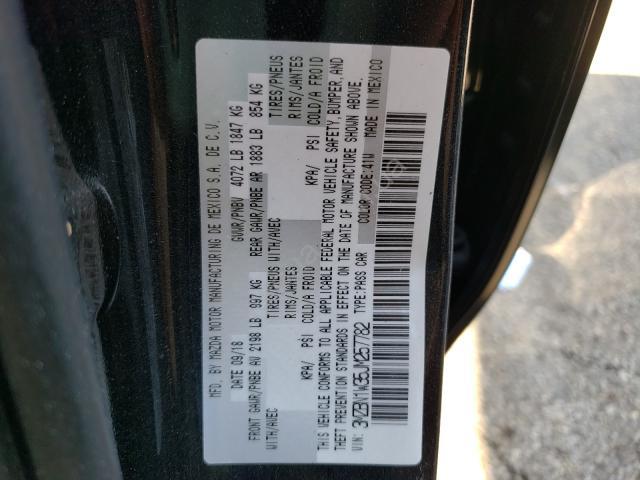 MFD. BY MAZDA MOTOR MANUFACTURING DE MEXICO S.A. DE C.V.
DATE 09/18 GVWR/PNBV 4072 LB 1847 KG
FRONT GAWR/PNBE AV 2198 LB 997 KG REAR GAWR/PNBE AR 1883 LB 854 KG
WITH/AVEC TIRES/PNEUS WITH/AVEC TIRES/PNEUS
RIMS/JANTES RIMS/JANTES
KPA/ PSI COLD/A FROID KPA/ PSI COLD/A FROID
THIS VEHICLE CONFORMS TO ALL APPLICABLE FEDERAL MOTOR VEHICLE SAFETY, BUMPER, AND
THEFT PREVENTION STANDARDS IN EFFECT ON THE DATE OF MANUFACTURE SHOWN ABOVE.
VIN: 3MZBN1W35JM257782 TYPE:PASS CAR COLOR CODE:41W MADE IN MEXICO